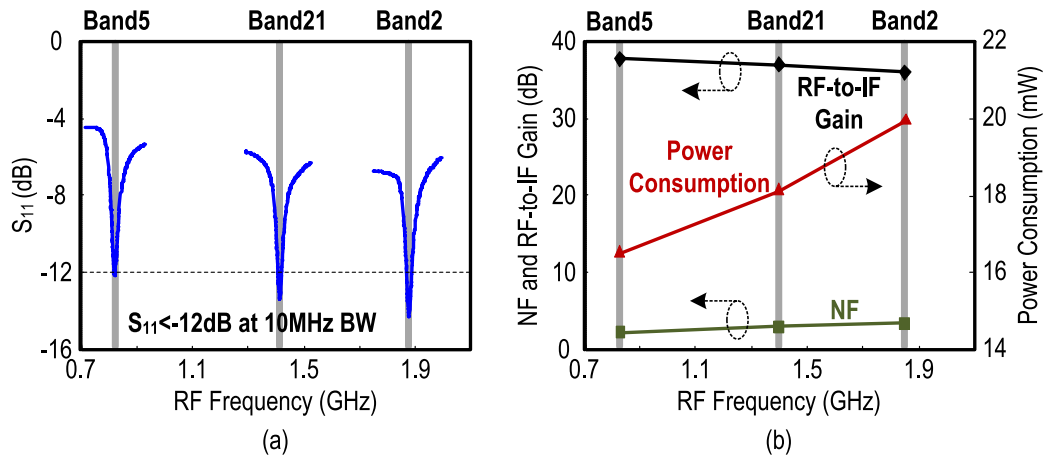 Band5 Band21 Band2
0
-4
-8
-12
-16
S11 (dB)
S11<-12dB at 10MHz BW
0.7 1.1 1.5 1.9
RF Frequency (GHz)
(a)
Band5 Band21 Band2
40
30
20
10
0
NF and RF-to-IF Gain (dB)
RF-to-IF
Gain
Power
Consumption
NF
22
20
18
16
14
Power Consumption (mW)
0.7 1.1 1.5 1.9
RF Frequency (GHz)
(b)